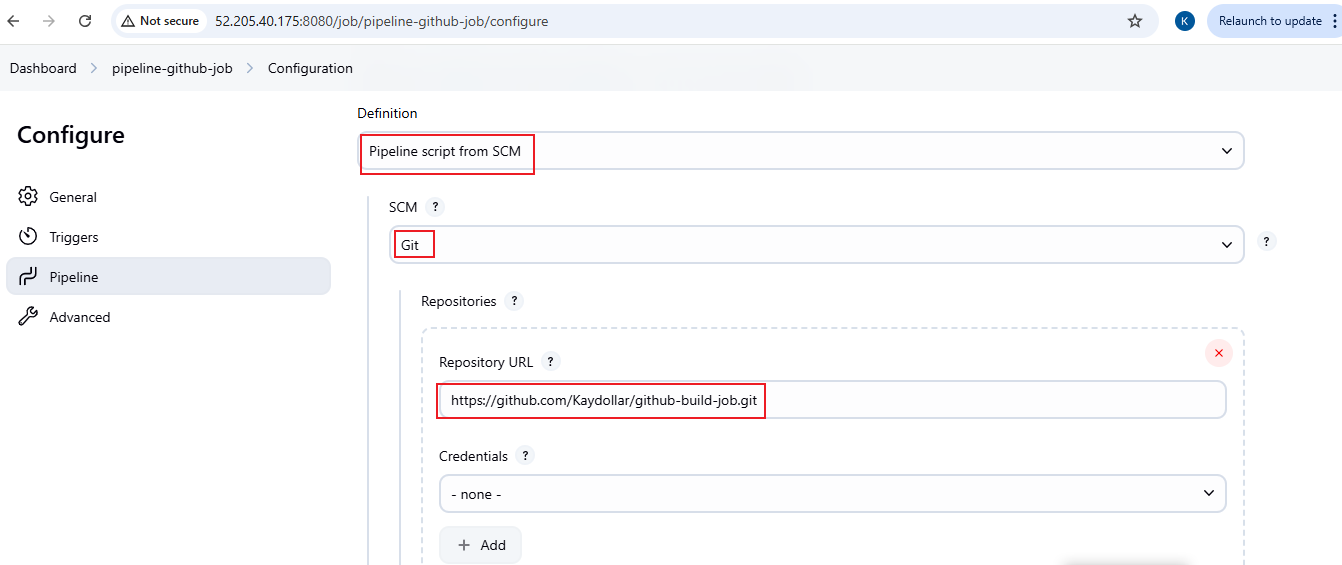 Not secure 52.205.40.175:8080/job/pipeline-github-job/configure K Relaunch to update
Dashboard pipeline-github-job Configuration
Configure
General
Triggers
Pipeline
Advanced
Definition
Pipeline script from SCM
SCM ?
Git
?
Repositories ?
Repository URL ?
https://github.com/Kaydollar/github-build-job.git
Credentials ?
- none -
+ Add